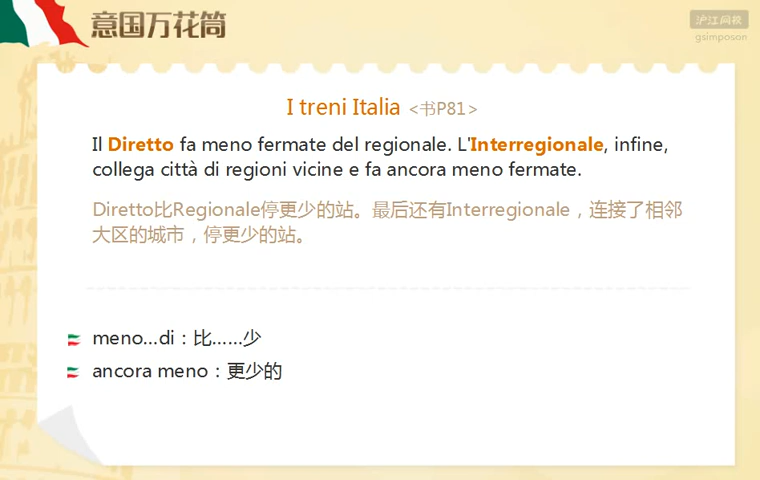 意国万花筒
沪江网校
gsimposon
I treni Italia <书P81>
Il Diretto fa meno fermate del regionale. L'Interregionale, infine,
collega città di regioni vicine e fa ancora meno fermate.
Diretto比Regionale停更少的站。最后还有Interregionale，连接了相邻
大区的城市，停更少的站。
meno...di：比……少
ancora meno：更少的